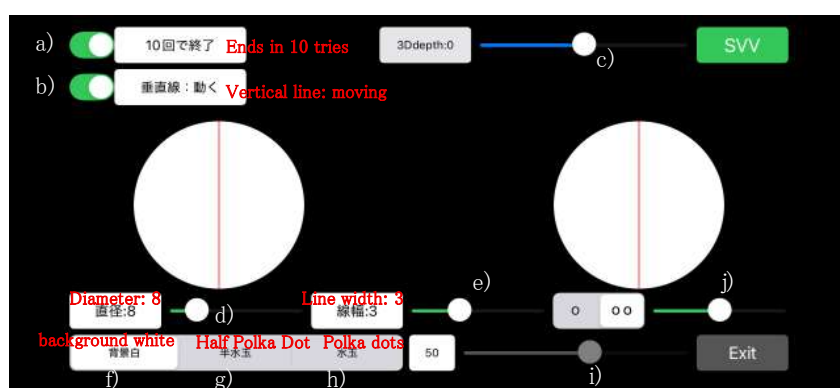 a) 10回で終了 Ends in 10 tries 3Ddepth:0 c) SVV
b) 垂直線：動く Vertical line: moving
Diameter: 8 Line width: 3 e) j)
直径:8 d) 線幅:3 O O O
background white Half Polka Dot Polka dots
背景白 半水玉 水玉 50 Exit
f) g) h) i)